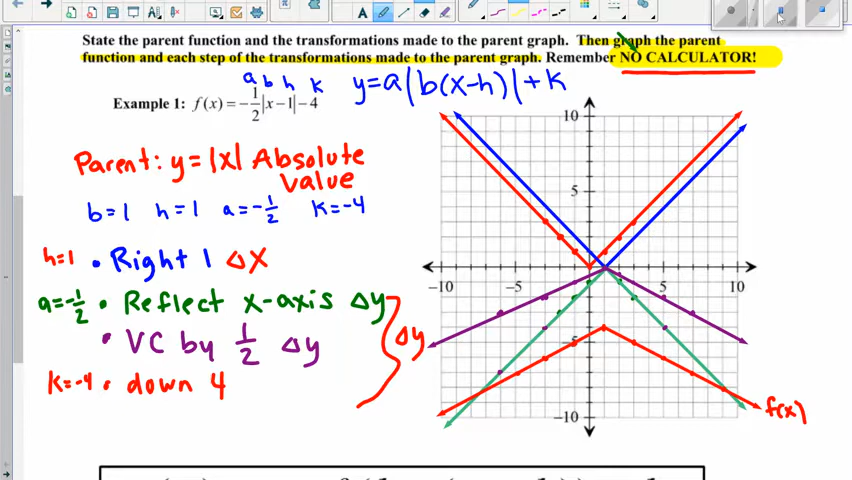 State the parent function and the transformations made to the parent graph. Then graph the parent
function and each step of the transformations made to the parent graph. Remember NO CALCULATOR!
a b h k
Example 1: f(x) = -1/2|x-1|-4
y=a|b(x-h)|+k
Parent: y=|x| Absolute
Value
b=1 h=1 a=-1/2 k=-4
h=1 • Right 1 Δx
a=-1/2 • Reflect x-axis Δy
• VC by 1/2 Δy
Δy
k=-4 • down 4
10
5
-10 -5 5 10
-5
-10
f(x)